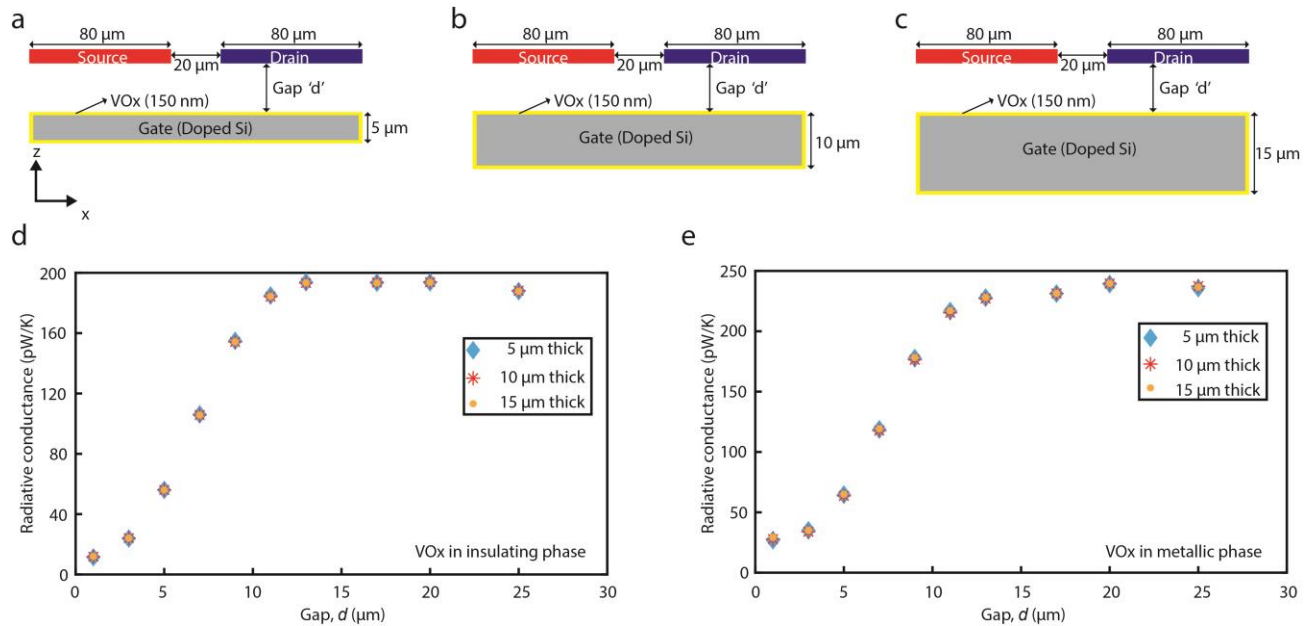 a
80 µm
80 µm
Source
Drain
20 µm
Gap ‘d’
VOx (150 nm)
Gate (Doped Si)
5 µm
z
x
b
80 µm
80 µm
Source
Drain
20 µm
Gap ‘d’
VOx (150 nm)
Gate (Doped Si)
10 µm
c
80 µm
80 µm
Source
Drain
20 µm
Gap ‘d’
VOx (150 nm)
Gate (Doped Si)
15 µm
d
Radiative conductance (pW/K)
200
160
120
80
40
0
5 µm thick
10 µm thick
15 µm thick
VOx in insulating phase
0 5 10 15 20 25 30
Gap, d (µm)
e
Radiative conductance (pW/K)
250
200
150
100
50
0
5 µm thick
10 µm thick
15 µm thick
VOx in metallic phase
0 5 10 15 20 25 30
Gap, d (µm)